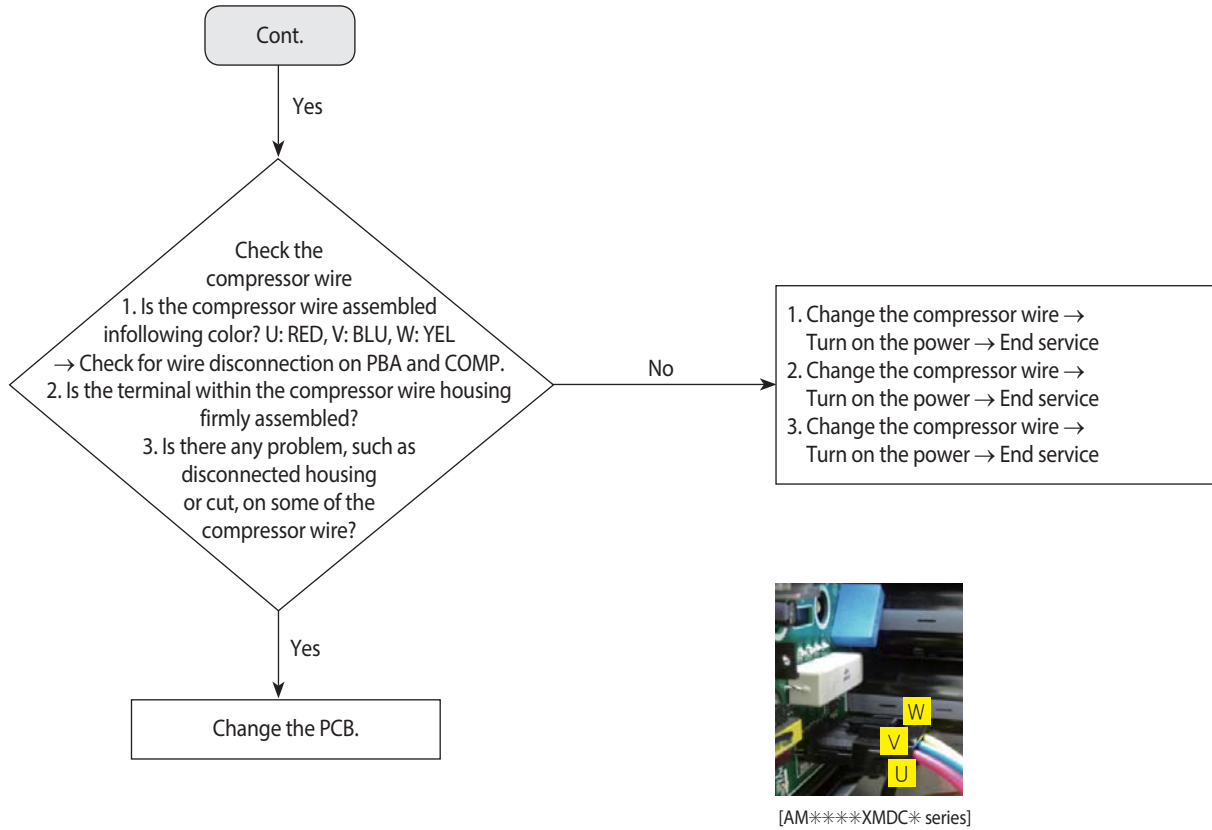 Cont.
Yes
Check the
compressor wire
1. Is the compressor wire assembled
infollowing color? U: RED, V: BLU, W: YEL
→ Check for wire disconnection on PBA and COMP.
2. Is the terminal within the compressor wire housing
firmly assembled?
3. Is there any problem, such as
disconnected housing
or cut, on some of the
compressor wire?
No
1. Change the compressor wire →
Turn on the power → End service
2. Change the compressor wire →
Turn on the power → End service
3. Change the compressor wire →
Turn on the power → End service
Yes
Change the PCB.
W
V
U
[AM✳✳✳✳XMDC✳ series]